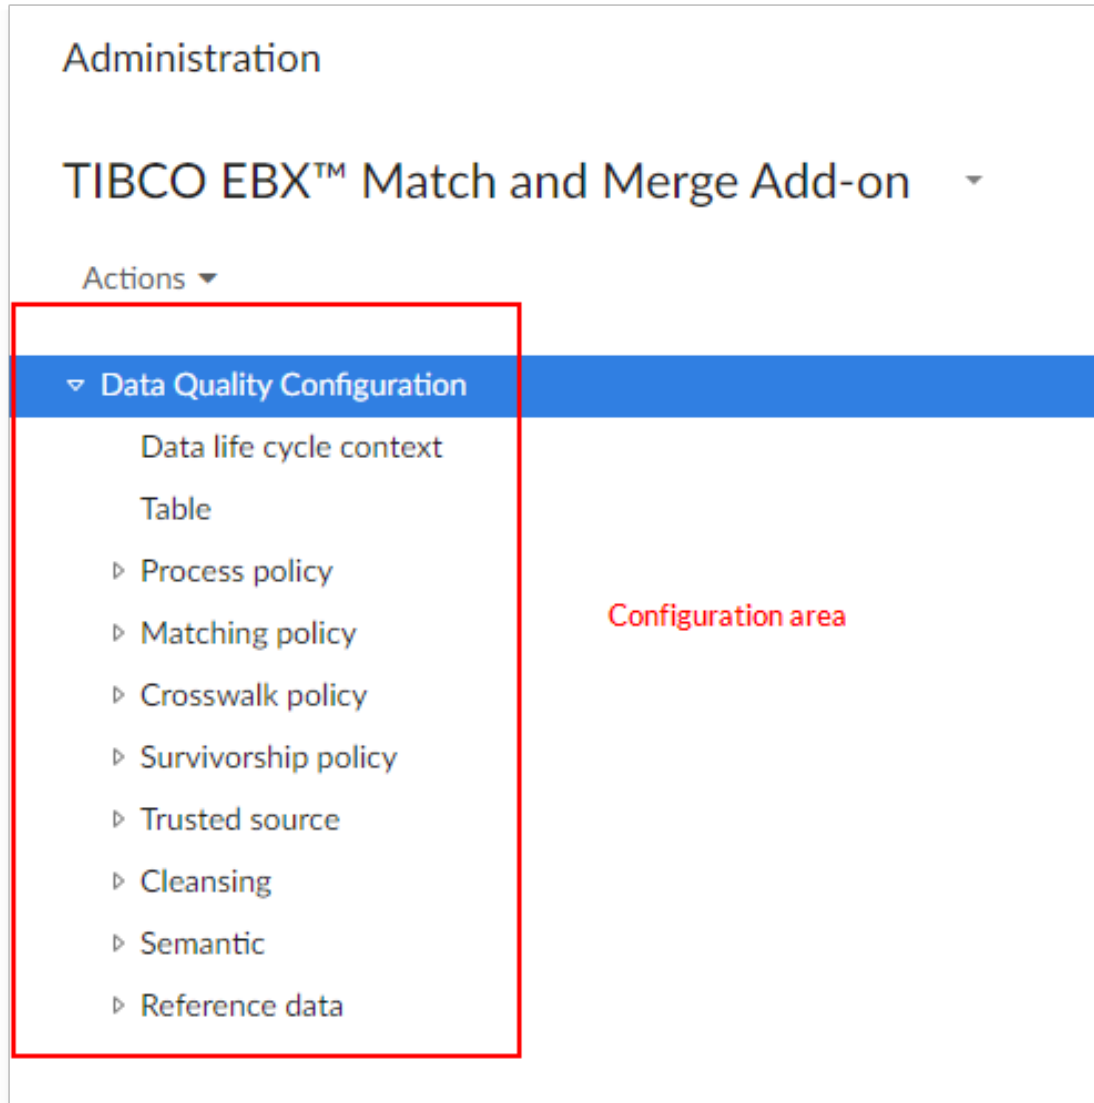 Administration
TIBCO EBX™ Match and Merge Add-on
Actions
Data Quality Configuration
Data life cycle context
Table
Process policy
Configuration area
Matching policy
Crosswalk policy
Survivorship policy
Trusted source
Cleansing
Semantic
Reference data